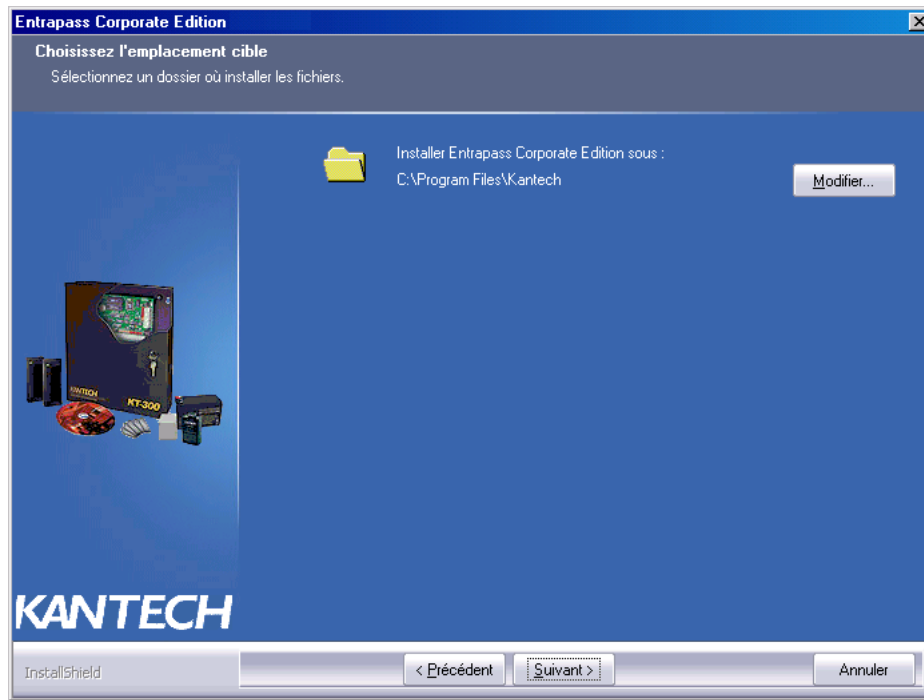 Entrapass Corporate Edition
Choisissez l'emplacement cible
Sélectionnez un dossier où installer les fichiers.
Installer Entrapass Corporate Edition sous :
C:\Program Files\Kantech
Modifier...
KANTECH
KT-300
KANTECH
InstallShield
< Précédent
Suivant >
Annuler